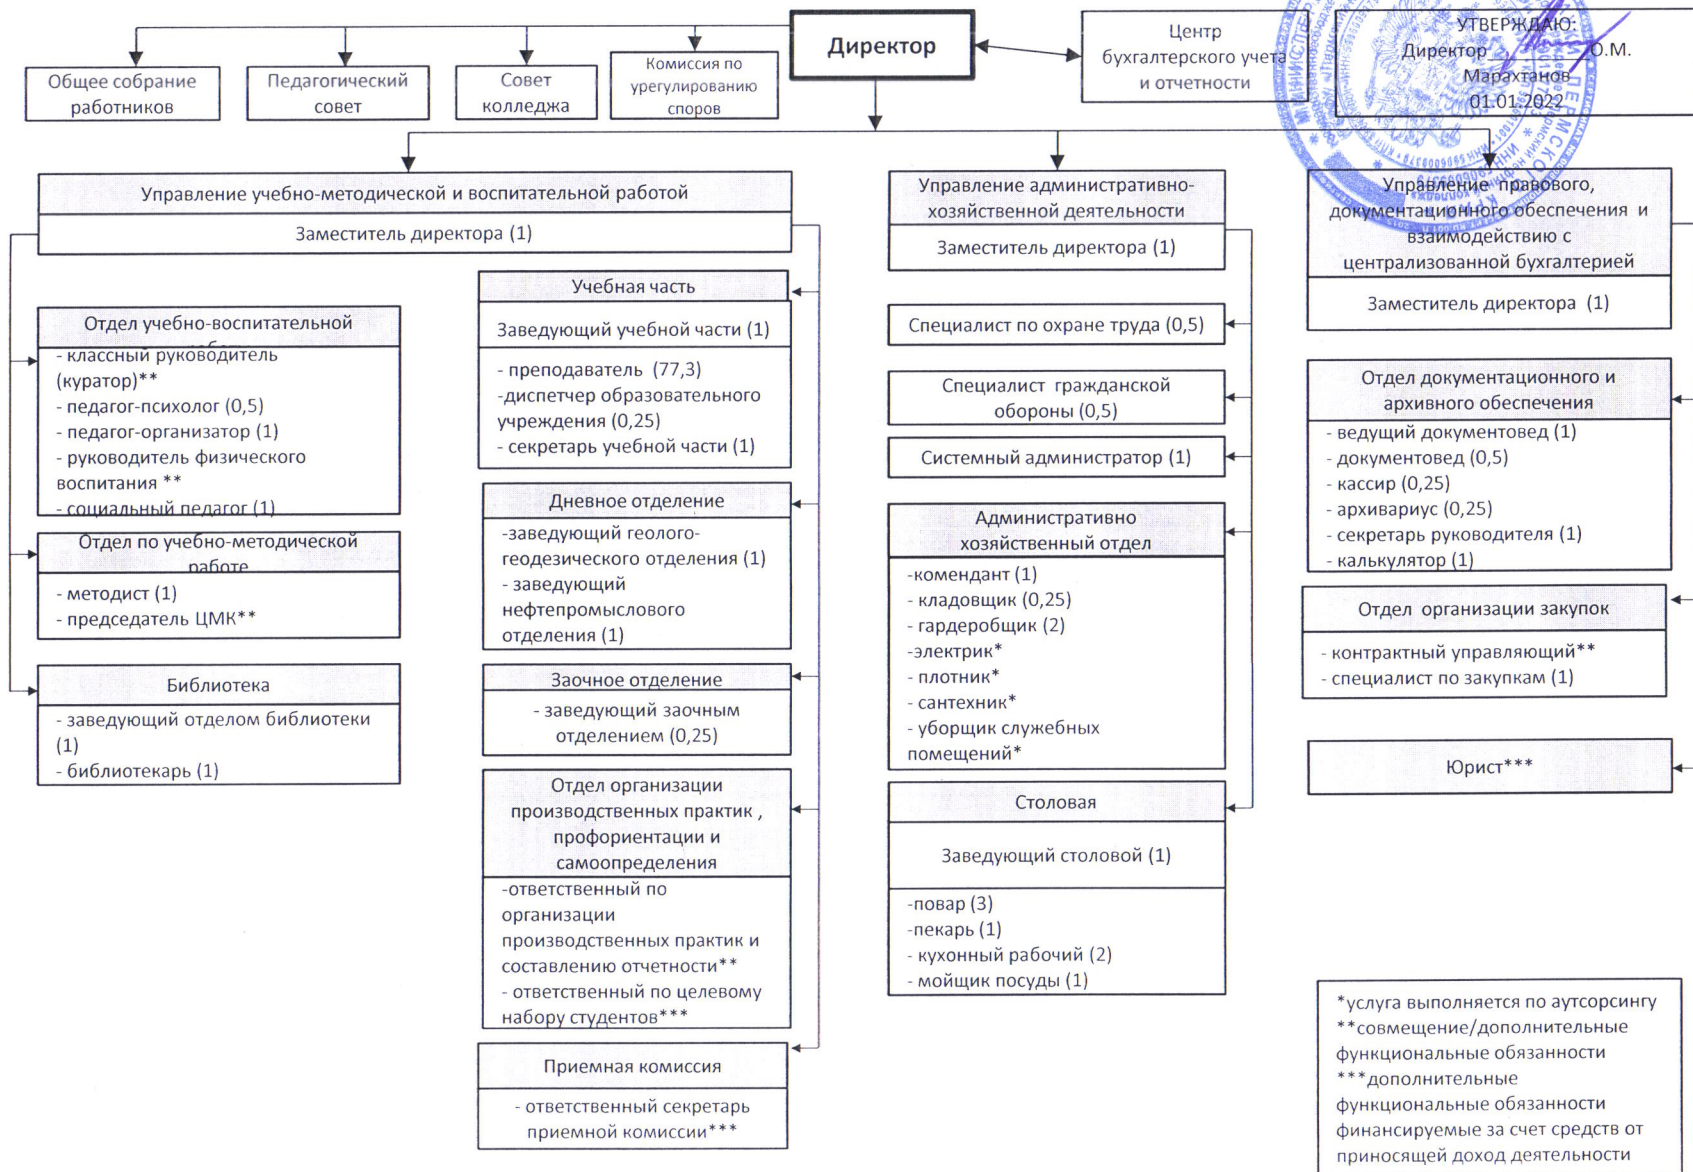 Директор
Центр
бухгалтерского учета
и отчетности
УТВЕРЖДАЮ:
Директор О.М.
Марахтанов
01.01.2022
Общее собрание
работников
Педагогический
совет
Совет
колледжа
Комиссия по
урегулированию
споров
Управление учебно-методической и воспитательной работой
Заместитель директора (1)
Отдел учебно-воспитательной
- классный руководитель
(куратор)**
- педагог-психолог (0,5)
- педагог-организатор (1)
- руководитель физического
воспитания **
- социальный педагог (1)
Отдел по учебно-методической
работе
- методист (1)
- председатель ЦМК**
Библиотека
- заведующий отделом библиотеки
(1)
- библиотекарь (1)
Учебная часть
Заведующий учебной части (1)
- преподаватель (77,3)
-диспетчер образовательного
учреждения (0,25)
- секретарь учебной части (1)
Дневное отделение
-заведующий геолого-
геодезического отделения (1)
- заведующий
нефтепромыслового
отделения (1)
Заочное отделение
- заведующий заочным
отделением (0,25)
Отдел организации
производственных практик ,
профориентации и
самоопределения
-ответственный по
организации
производственных практик и
составлению отчетности**
- ответственный по целевому
набору студентов***
Приемная комиссия
- ответственный секретарь
приемной комиссии***
Управление административно-
хозяйственной деятельности
Заместитель директора (1)
Специалист по охране труда (0,5)
Специалист гражданской
обороны (0,5)
Системный администратор (1)
Административно
хозяйственный отдел
-комендант (1)
- кладовщик (0,25)
- гардеробщик (2)
-электрик*
- плотник*
- сантехник*
- уборщик служебных
помещений*
Столовая
Заведующий столовой (1)
-повар (3)
-пекарь (1)
- кухонный рабочий (2)
- мойщик посуды (1)
Управление правового,
документационного обеспечения и
взаимодействию с
централизованной бухгалтерией
Заместитель директора (1)
Отдел документационного и
архивного обеспечения
- ведущий документовед (1)
- документовед (0,5)
- кассир (0,25)
- архивариус (0,25)
- секретарь руководителя (1)
- калькулятор (1)
Отдел организации закупок
- контрактный управляющий**
- специалист по закупкам (1)
Юрист***
*услуга выполняется по аутсорсингу
**совмещение/дополнительные
функциональные обязанности
***дополнительные
функциональные обязанности
финансируемые за счет средств от
приносящей доход деятельности